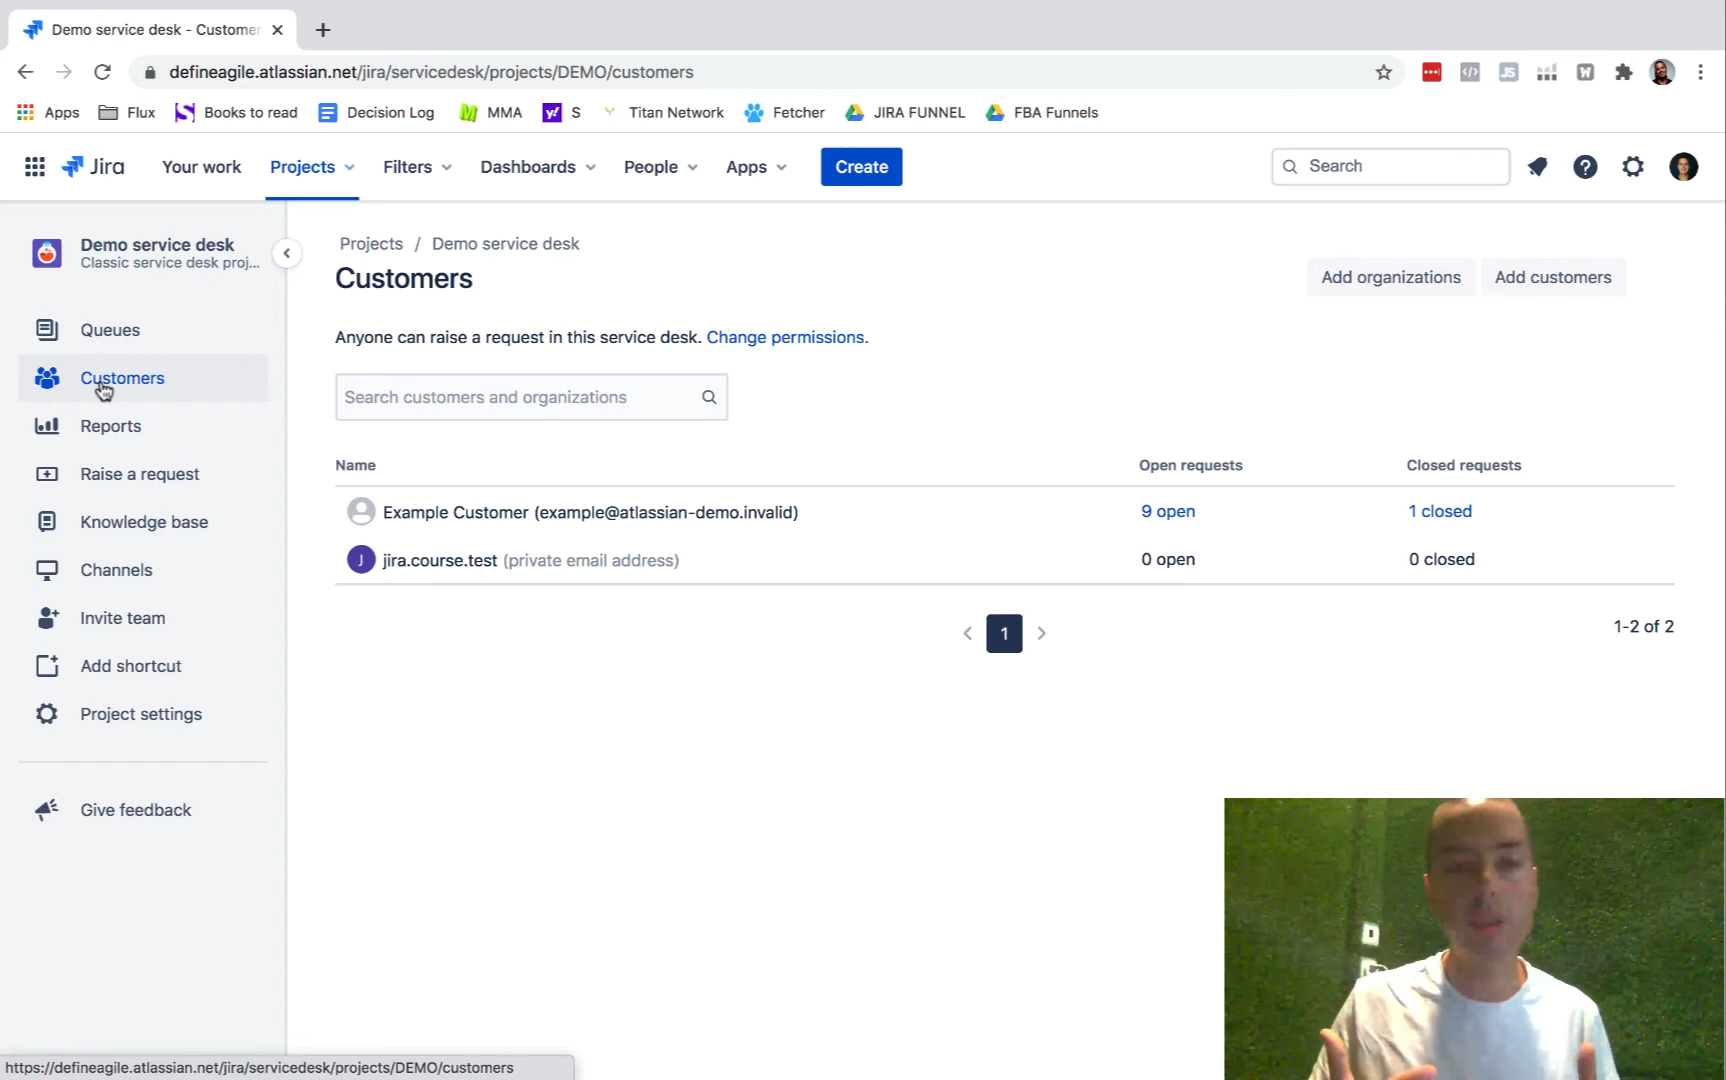 Demo service desk - Customer
defineagile.atlassian.net/jira/servicedesk/projects/DEMO/customers
JS
W
Apps
Flux
Books to read
Decision Log
MMA
y!
S
Titan Network
Fetcher
JIRA FUNNEL
FBA Funnels
Jira
Your work
Projects
Filters
Dashboards
People
Apps
Create
Search
Demo service desk
Classic service desk proj...
Queues
Customers
Reports
Raise a request
Knowledge base
Channels
Invite team
Add shortcut
Project settings
Give feedback
Projects / Demo service desk
Customers
Add organizations
Add customers
Anyone can raise a request in this service desk. Change permissions.
Search customers and organizations
Name Open requests Closed requests
Example Customer (example@atlassian-demo.invalid) 9 open 1 closed
J jira.course.test (private email address) 0 open 0 closed
1
1-2 of 2
https://defineagile.atlassian.net/jira/servicedesk/projects/DEMO/customers